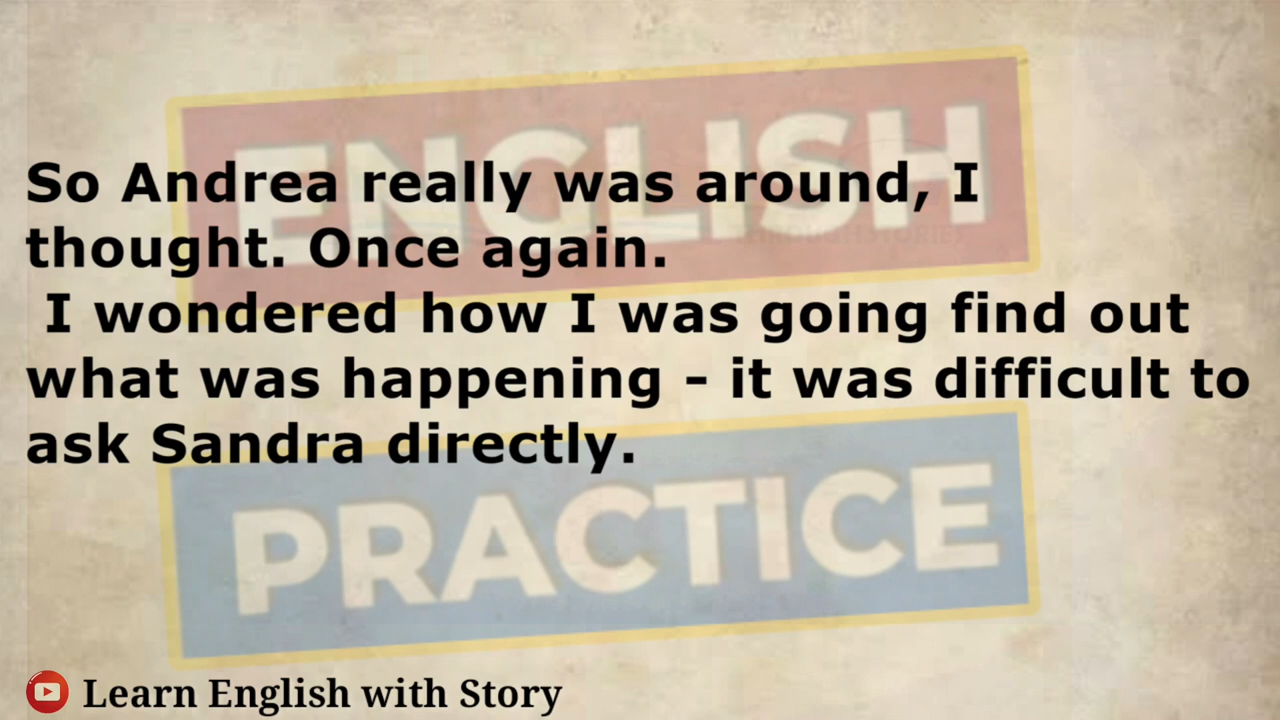 ENGLISH
So Andrea really was around, I
thought. Once again.
I wondered how I was going find out
what was happening - it was difficult to
ask Sandra directly.
PRACTICE
Learn English with Story